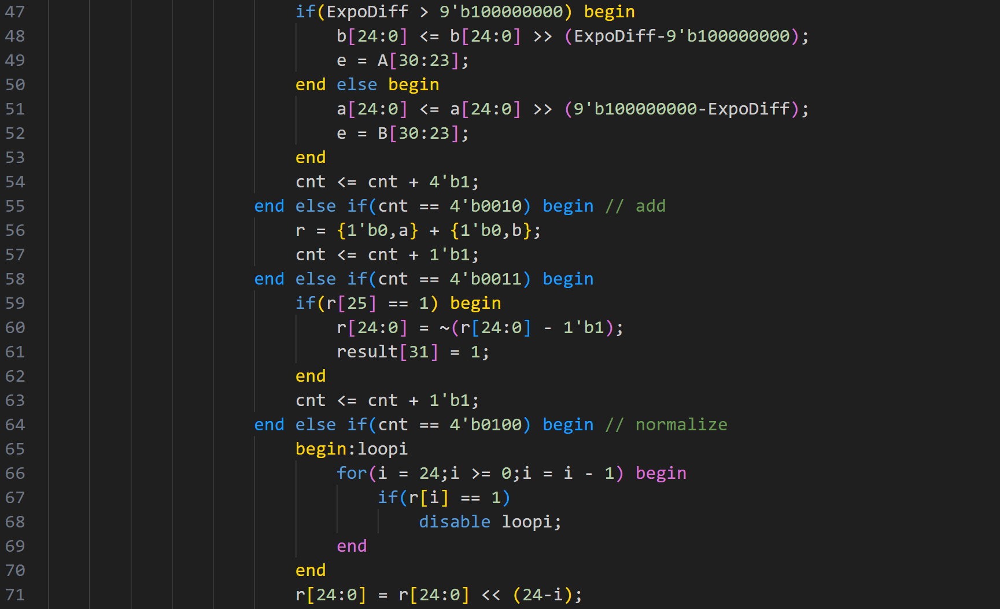 47 if(ExpoDiff > 9'b100000000) begin
48 b[24:0] <= b[24:0] >> (ExpoDiff-9'b100000000);
49 e = A[30:23];
50 end else begin
51 a[24:0] <= a[24:0] >> (9'b100000000-ExpoDiff);
52 e = B[30:23];
53 end
54 cnt <= cnt + 4'b1;
55 end else if(cnt == 4'b0010) begin // add
56 r = {1'b0,a} + {1'b0,b};
57 cnt <= cnt + 1'b1;
58 end else if(cnt == 4'b0011) begin
59 if(r[25] == 1) begin
60 r[24:0] = ~(r[24:0] - 1'b1);
61 result[31] = 1;
62 end
63 cnt <= cnt + 1'b1;
64 end else if(cnt == 4'b0100) begin // normalize
65 begin:loopi
66 for(i = 24;i >= 0;i = i - 1) begin
67 if(r[i] == 1)
68 disable loopi;
69 end
70 end
71 r[24:0] = r[24:0] << (24-i);